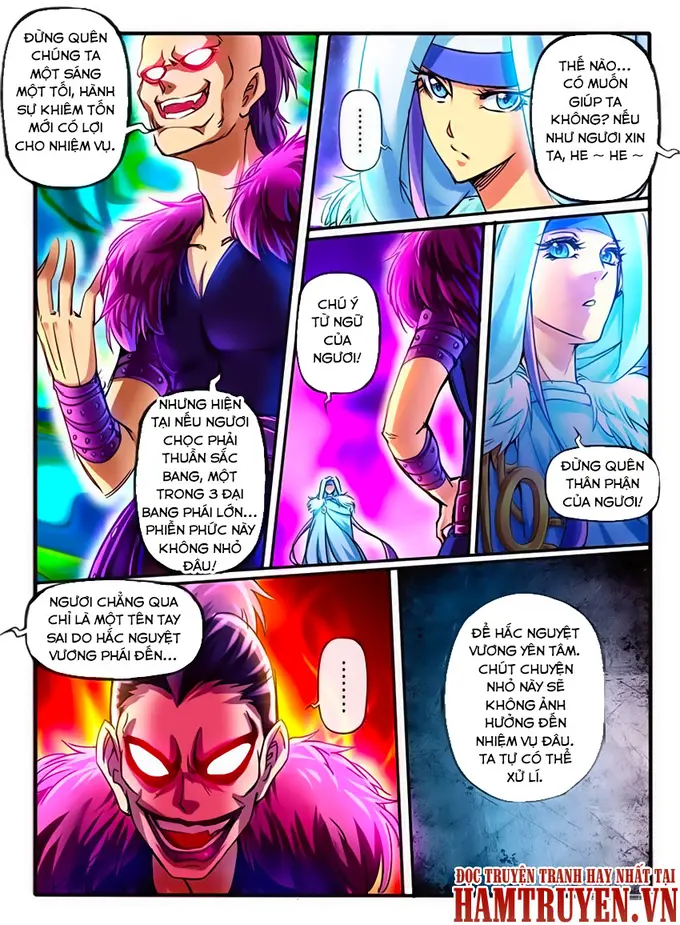 ĐỪNG QUÊN
CHÚNG TA
MỘT SÁNG
MỘT TỐI, HÀNH
SỰ KHIÊM TỐN
MỚI CÓ LỢI
CHO NHIỆM VỤ.
NHƯNG HIỆN
TẠI NẾU NGƯƠI
CHỌC PHẢI
THUẪN SẮC
BANG, MỘT
TRONG 3 ĐẠI
BANG PHÁI LỚN...
PHIỀN PHỨC NÀY
KHÔNG NHỎ
ĐÂU!
......
THẾ NÀO...
CÓ MUỐN
GIÚP TA
KHÔNG? NẾU
NHƯ NGƯƠI XIN
TA, HE ~ HE ~
CHÚ Ý
TỪ NGỮ
CỦA
NGƯƠI!
ĐỪNG QUÊN
THÂN PHẬN
CỦA NGƯƠI!
NGƯƠI CHẲNG QUA
CHỈ LÀ MỘT TÊN TAY
SAI DO HẮC NGUYỆT
VƯƠNG PHÁI ĐẾN...
......
ĐỂ HẮC NGUYỆT
VƯƠNG YÊN TÂM.
CHÚT CHUYỆN
NHỎ NÀY SẼ
KHÔNG ẢNH
HƯỞNG ĐẾN
NHIỆM VỤ ĐÂU.
TA TỰ CÓ THỂ
XỬ LÍ.
ĐỌC TRUYỆN TRANH HAY NHẤT TẠI
HAMTRUYEN.VN